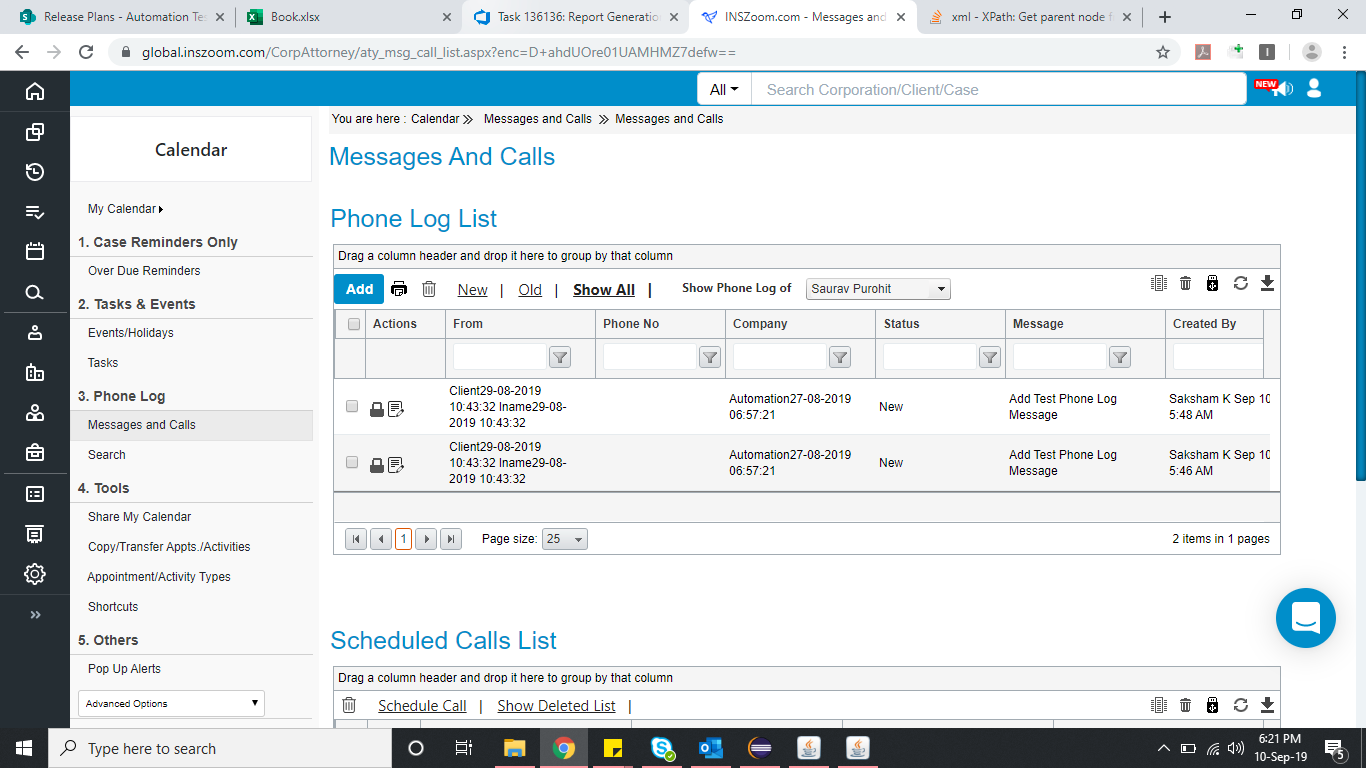 Release Plans - Automation Te
Book.xlsx
Task 136136: Report Generatio
INSZoom.com - Messages and
xml - XPath: Get parent node f
global.inszoom.com/CorpAttorney/aty_msg_call_list.aspx?enc=D+ahdUOre01UAMHMZ7defw==
All
Search Corporation/Client/Case
NEW
You are here : Calendar >> Messages and Calls >> Messages and Calls
Calendar
My Calendar
1. Case Reminders Only
Over Due Reminders
2. Tasks & Events
Events/Holidays
Tasks
3. Phone Log
Messages and Calls
Search
4. Tools
Share My Calendar
Copy/Transfer Appts./Activities
Appointment/Activity Types
Shortcuts
5. Others
Pop Up Alerts
Advanced Options
Messages And Calls
Phone Log List
Drag a column header and drop it here to group by that column
Add New | Old | Show All | Show Phone Log of Saurav Purohit
Actions From Phone No Company Status Message Created By
Client29-08-2019
10:43:32 lname29-08-
2019 10:43:32
Automation27-08-2019
06:57:21
New
Add Test Phone Log
Message
Saksham K Sep 10
5:48 AM
Client29-08-2019
10:43:32 lname29-08-
2019 10:43:32
Automation27-08-2019
06:57:21
New
Add Test Phone Log
Message
Saksham K Sep 10
5:46 AM
1 Page size: 25 2 items in 1 pages
Scheduled Calls List
Drag a column header and drop it here to group by that column
Schedule Call | Show Deleted List |
Type here to search
6:21 PM
10-Sep-19
5